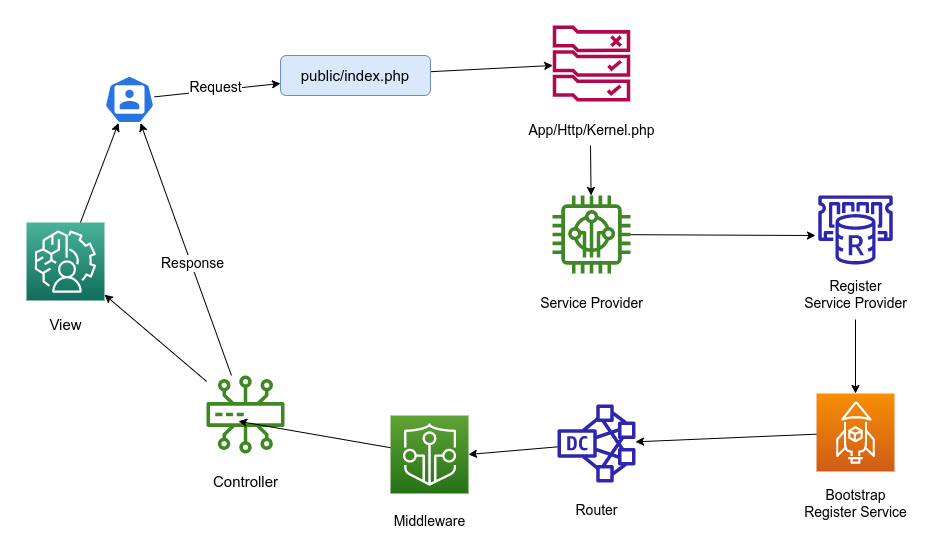 Request
public/index.php
App/Http/Kernel.php
Service Provider
R
Register
Service Provider
Response
View
Controller
Middleware
DC
Router
Bootstrap
Register Service